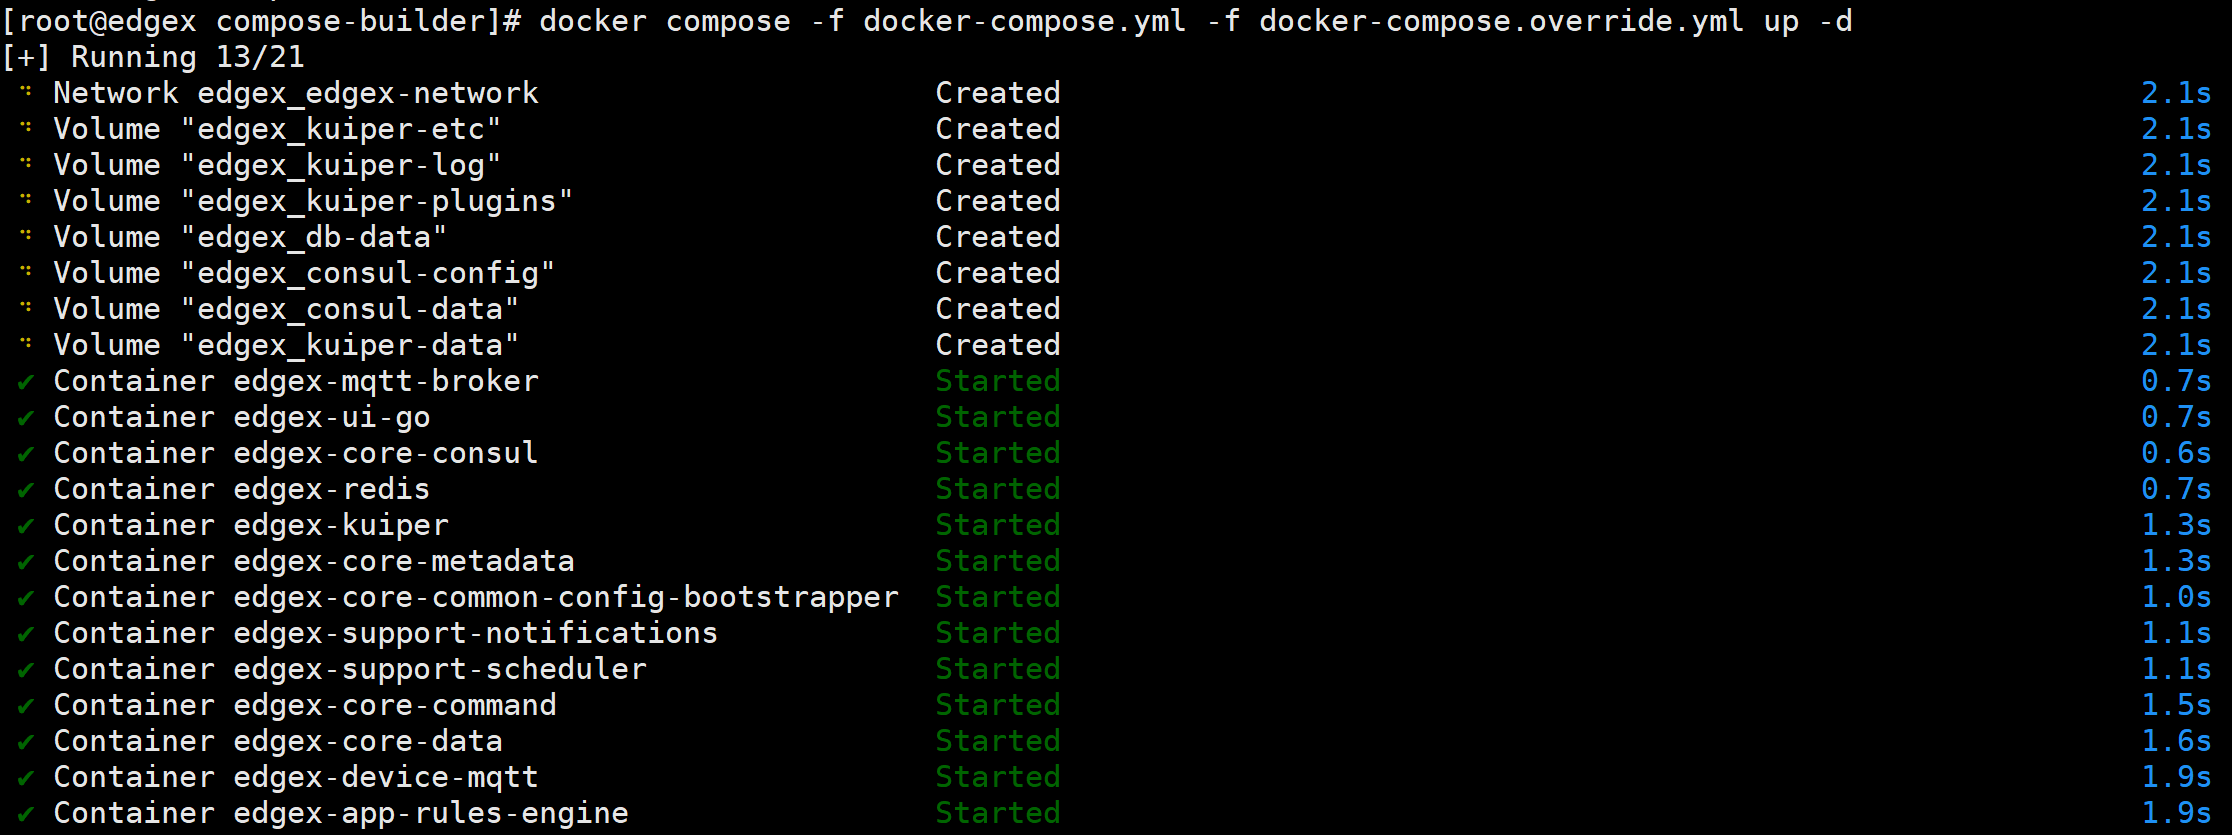 [root@edgex compose-builder]# docker compose -f docker-compose.yml -f docker-compose.override.yml up -d
[+] Running 13/21
⠙ Network edgex_edgex-network Created 2.1s
⠙ Volume "edgex_kuiper-etc" Created 2.1s
⠙ Volume "edgex_kuiper-log" Created 2.1s
⠙ Volume "edgex_kuiper-plugins" Created 2.1s
⠙ Volume "edgex_db-data" Created 2.1s
⠙ Volume "edgex_consul-config" Created 2.1s
⠙ Volume "edgex_consul-data" Created 2.1s
⠙ Volume "edgex_kuiper-data" Created 2.1s
✔ Container edgex-mqtt-broker Started 0.7s
✔ Container edgex-ui-go Started 0.7s
✔ Container edgex-core-consul Started 0.6s
✔ Container edgex-redis Started 0.7s
✔ Container edgex-kuiper Started 1.3s
✔ Container edgex-core-metadata Started 1.3s
✔ Container edgex-core-common-config-bootstrapper Started 1.0s
✔ Container edgex-support-notifications Started 1.1s
✔ Container edgex-support-scheduler Started 1.1s
✔ Container edgex-core-command Started 1.5s
✔ Container edgex-core-data Started 1.6s
✔ Container edgex-device-mqtt Started 1.9s
✔ Container edgex-app-rules-engine Started 1.9s